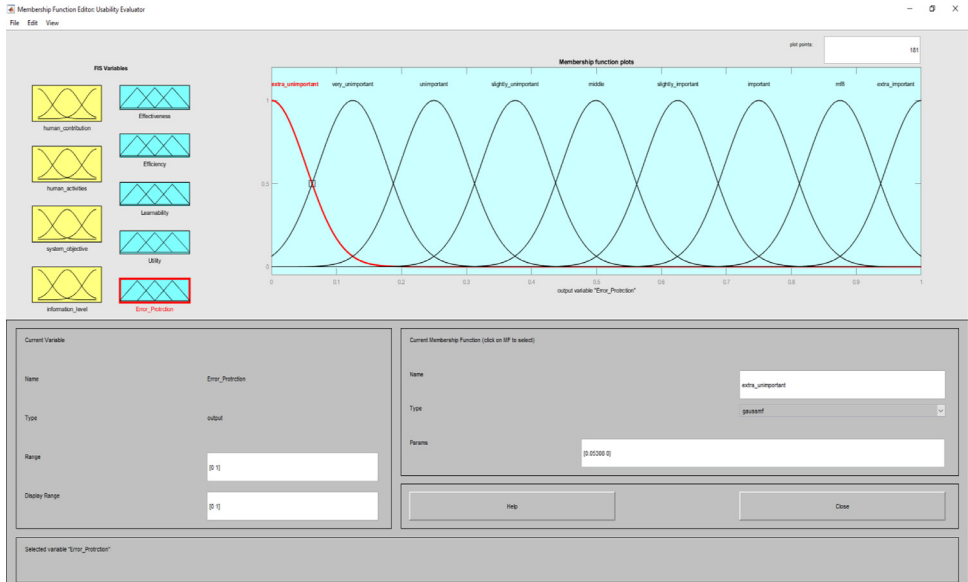 Membership Function Editor: Usability Evaluator
File Edit View
plot points:
181
FIS Variables
Membership function plots
extra_unimportant very_unimportant unimportant slightly_unimportant middle slightly_important important mf8 extra_important
human_contribution
Effectiveness
human_activities
Efficiency
system_objective
Learnability
information_level
Utility
Error_Protrction
1
0.5
0
0 0.1 0.2 0.3 0.4 0.5 0.6 0.7 0.8 0.9 1
output variable "Error_Protrction"
Current Variable
Name Error_Protrction
Type output
Range [0 1]
Display Range [0 1]
Current Membership Function (click on MF to select)
Name extra_unimportant
Type gaussmf
Params [0.05308 0]
Help Close
Selected variable "Error_Protrction"